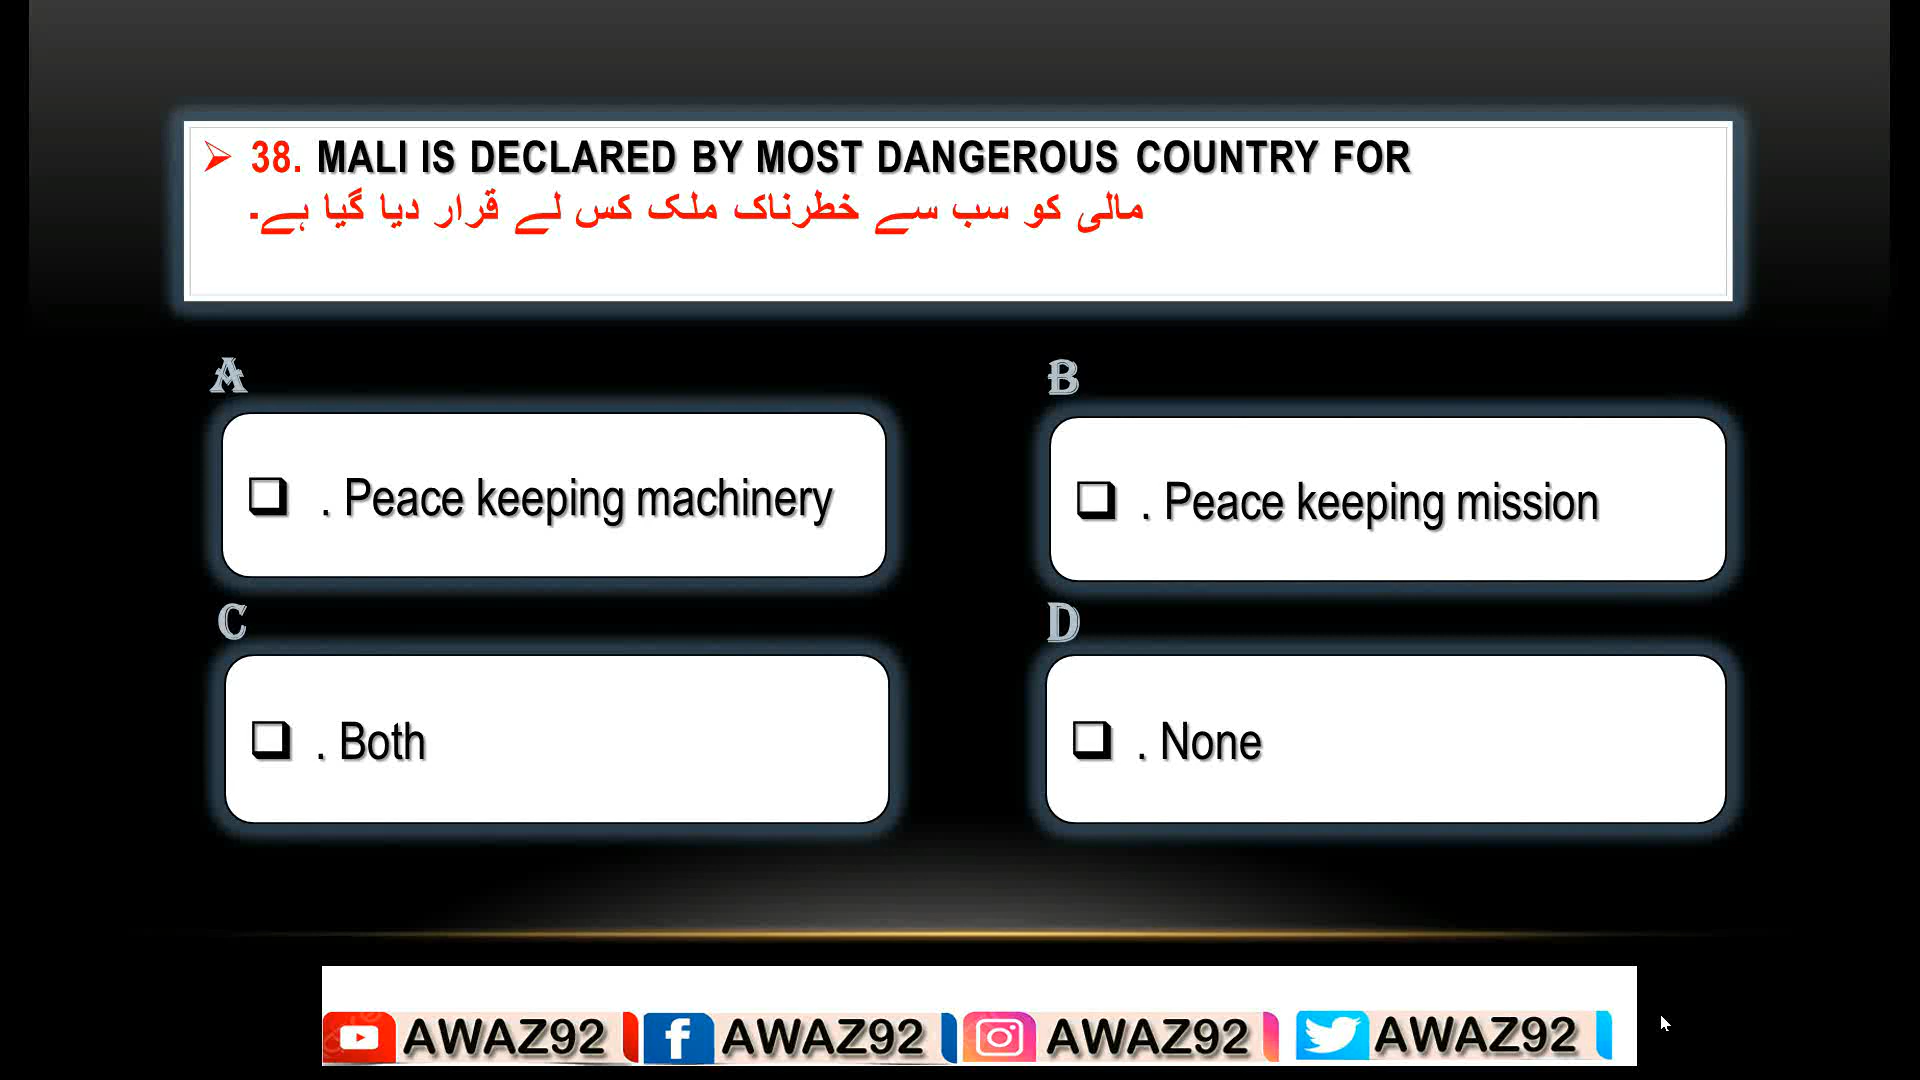 38. MALI IS DECLARED BY MOST DANGEROUS COUNTRY FOR
مالی کو سب سے خطرناک ملک کس لے قرار دیا گیا ہے۔
A
. Peace keeping machinery
B
. Peace keeping mission
C
. Both
D
. None
AWAZ92 AWAZ92 AWAZ92 AWAZ92